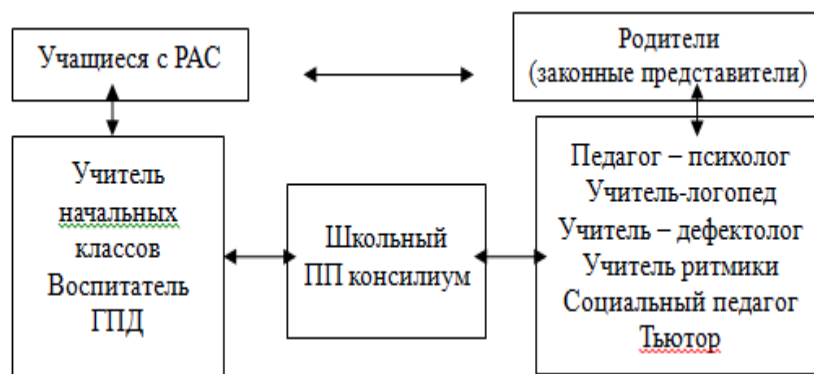 Учащиеся с РАС
Родители
(законные представители)
Учитель
начальных
классов
Воспитатель
ГПД
Школьный
ПП консилиум
Педагог – психолог
Учитель-логопед
Учитель – дефектолог
Учитель ритмики
Социальный педагог
Тьютор